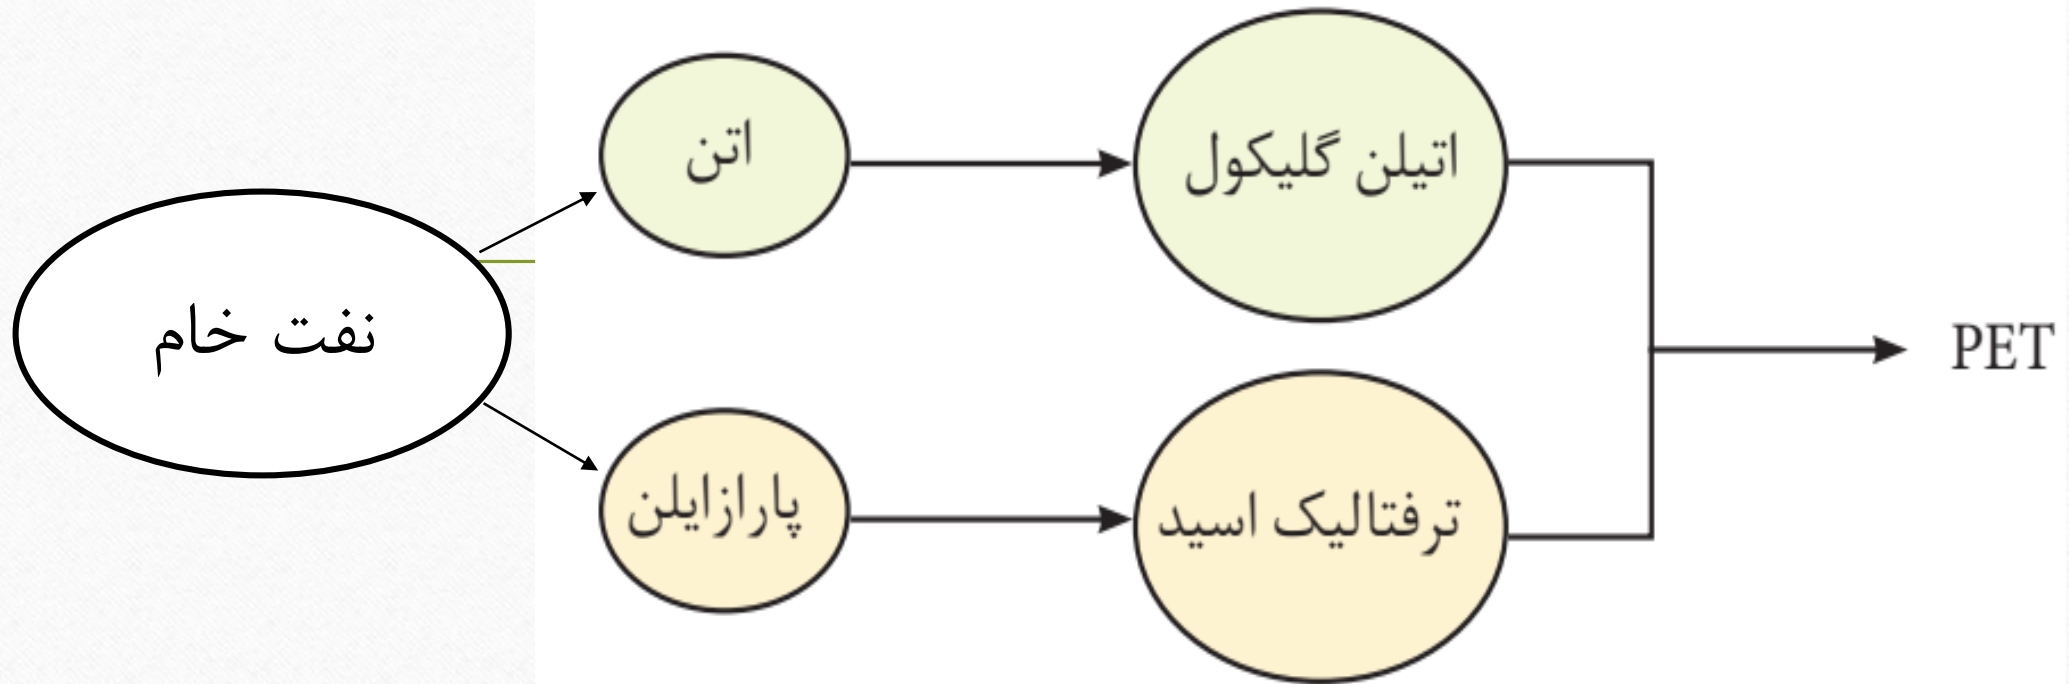 نفت خام
اتن
اتیلن گلیکول
پارازایلن
ترفتالیک اسید
PET